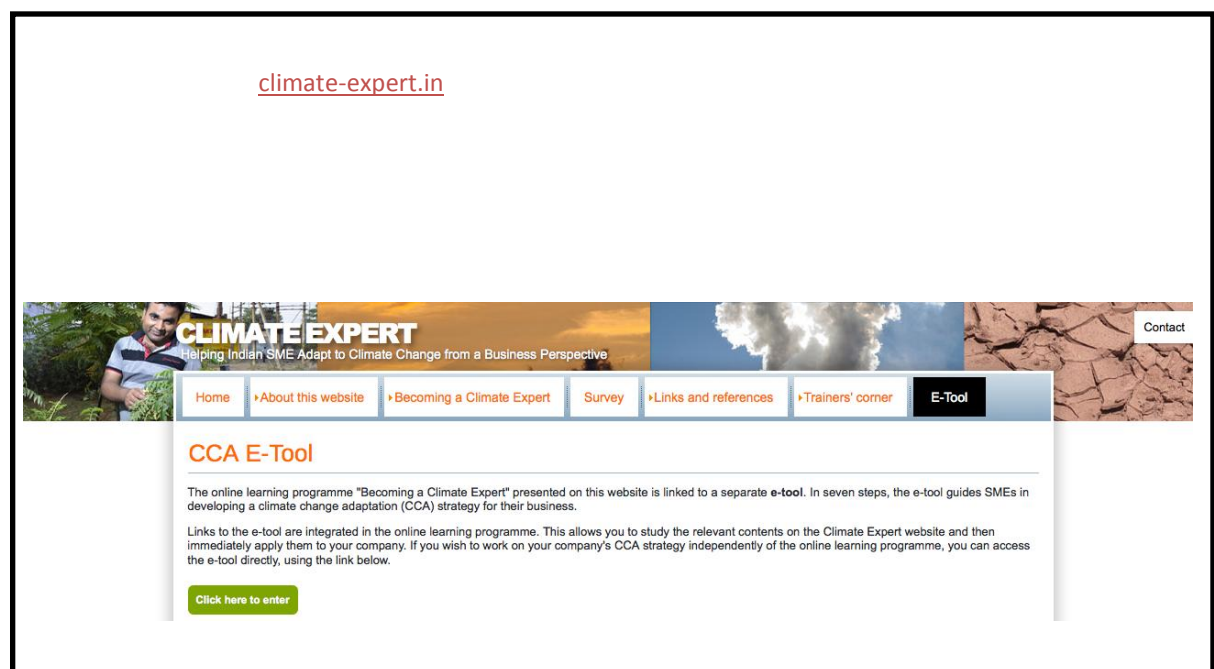 climate-expert.in
CLIMATE EXPERT
Helping Indian SME Adapt to Climate Change from a Business Perspective
Contact
Home
About this website
Becoming a Climate Expert
Survey
Links and references
Trainers' corner
E-Tool
CCA E-Tool
The online learning programme "Becoming a Climate Expert" presented on this website is linked to a separate e-tool. In seven steps, the e-tool guides SMEs in
developing a climate change adaptation (CCA) strategy for their business.
Links to the e-tool are integrated in the online learning programme. This allows you to study the relevant contents on the Climate Expert website and then
immediately apply them to your company. If you wish to work on your company's CCA strategy independently of the online learning programme, you can access
the e-tool directly, using the link below.
Click here to enter